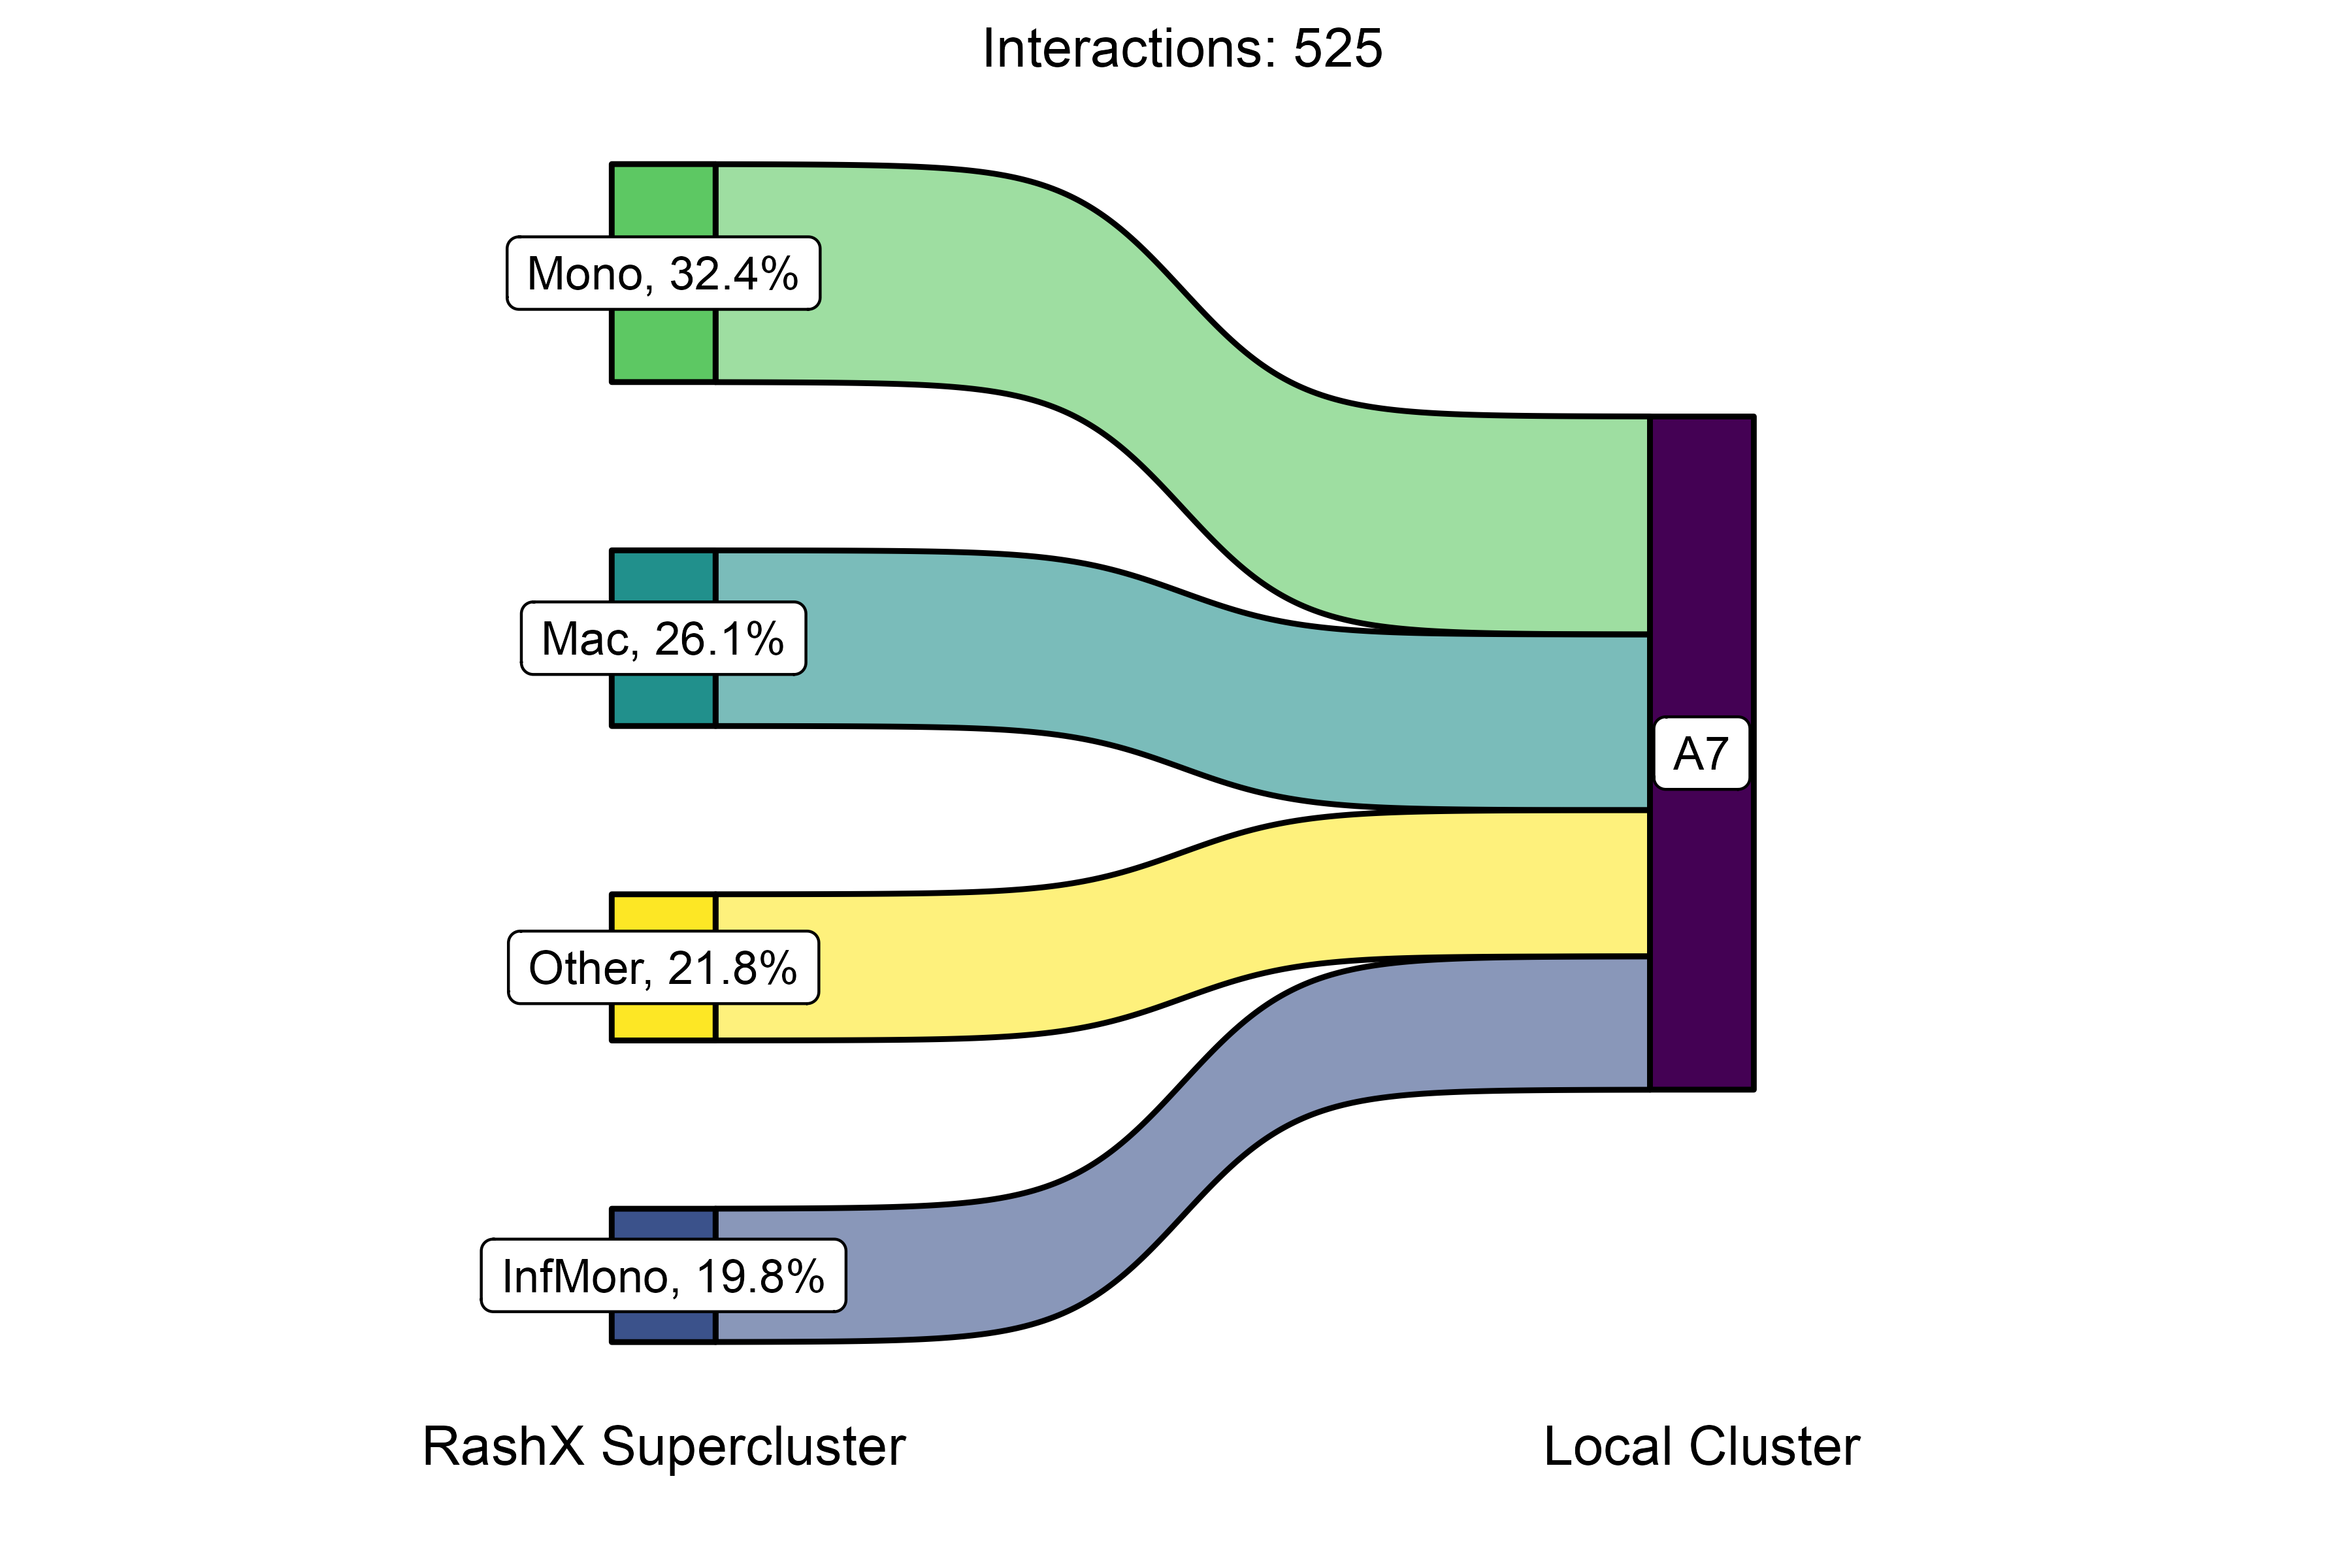 Interactions: 525
Mono, 32.4%
Mac, 26.1%
A7
Other, 21.8%
InfMono, 19.8%
RashX Supercluster
Local Cluster